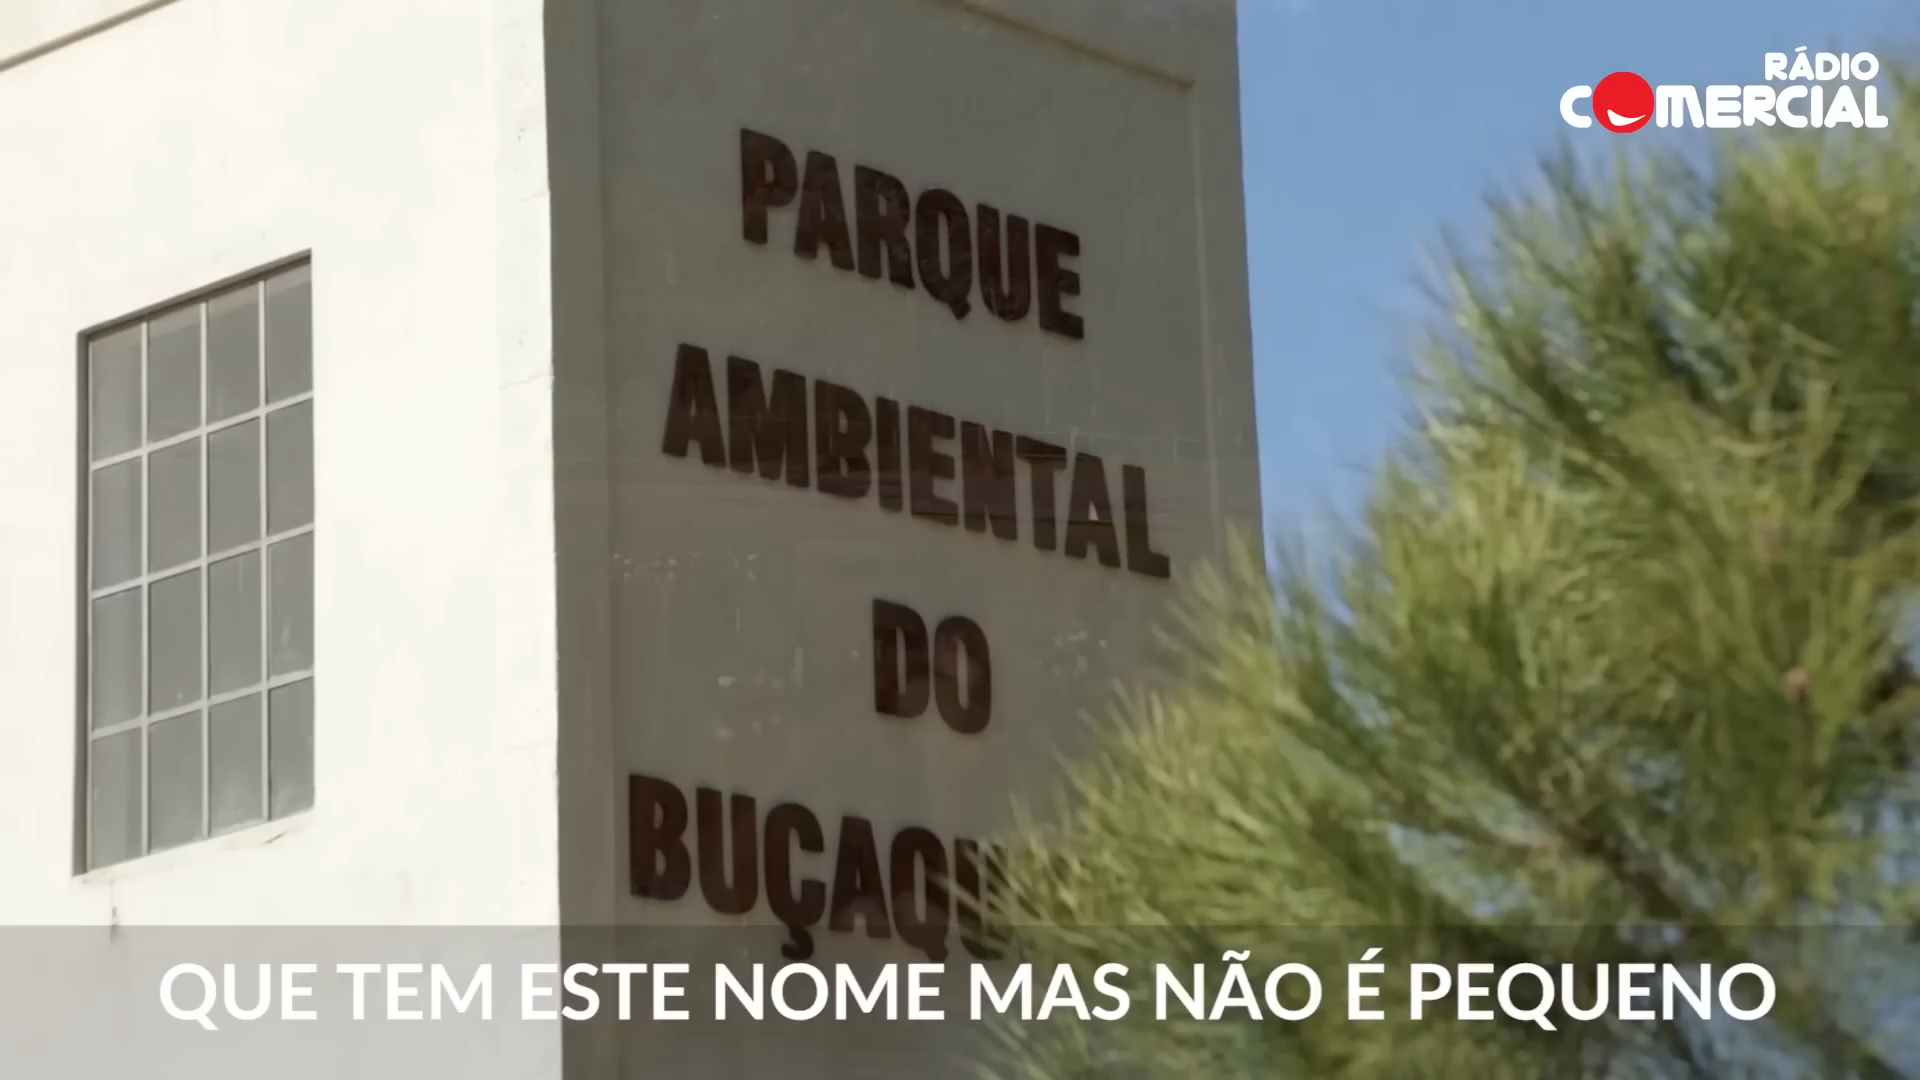 RÁDIO
COMERCIAL
PARQUE
AMBIENTAL
DO
QUE TEM ESTE NOME MAS NÃO É PEQUENO